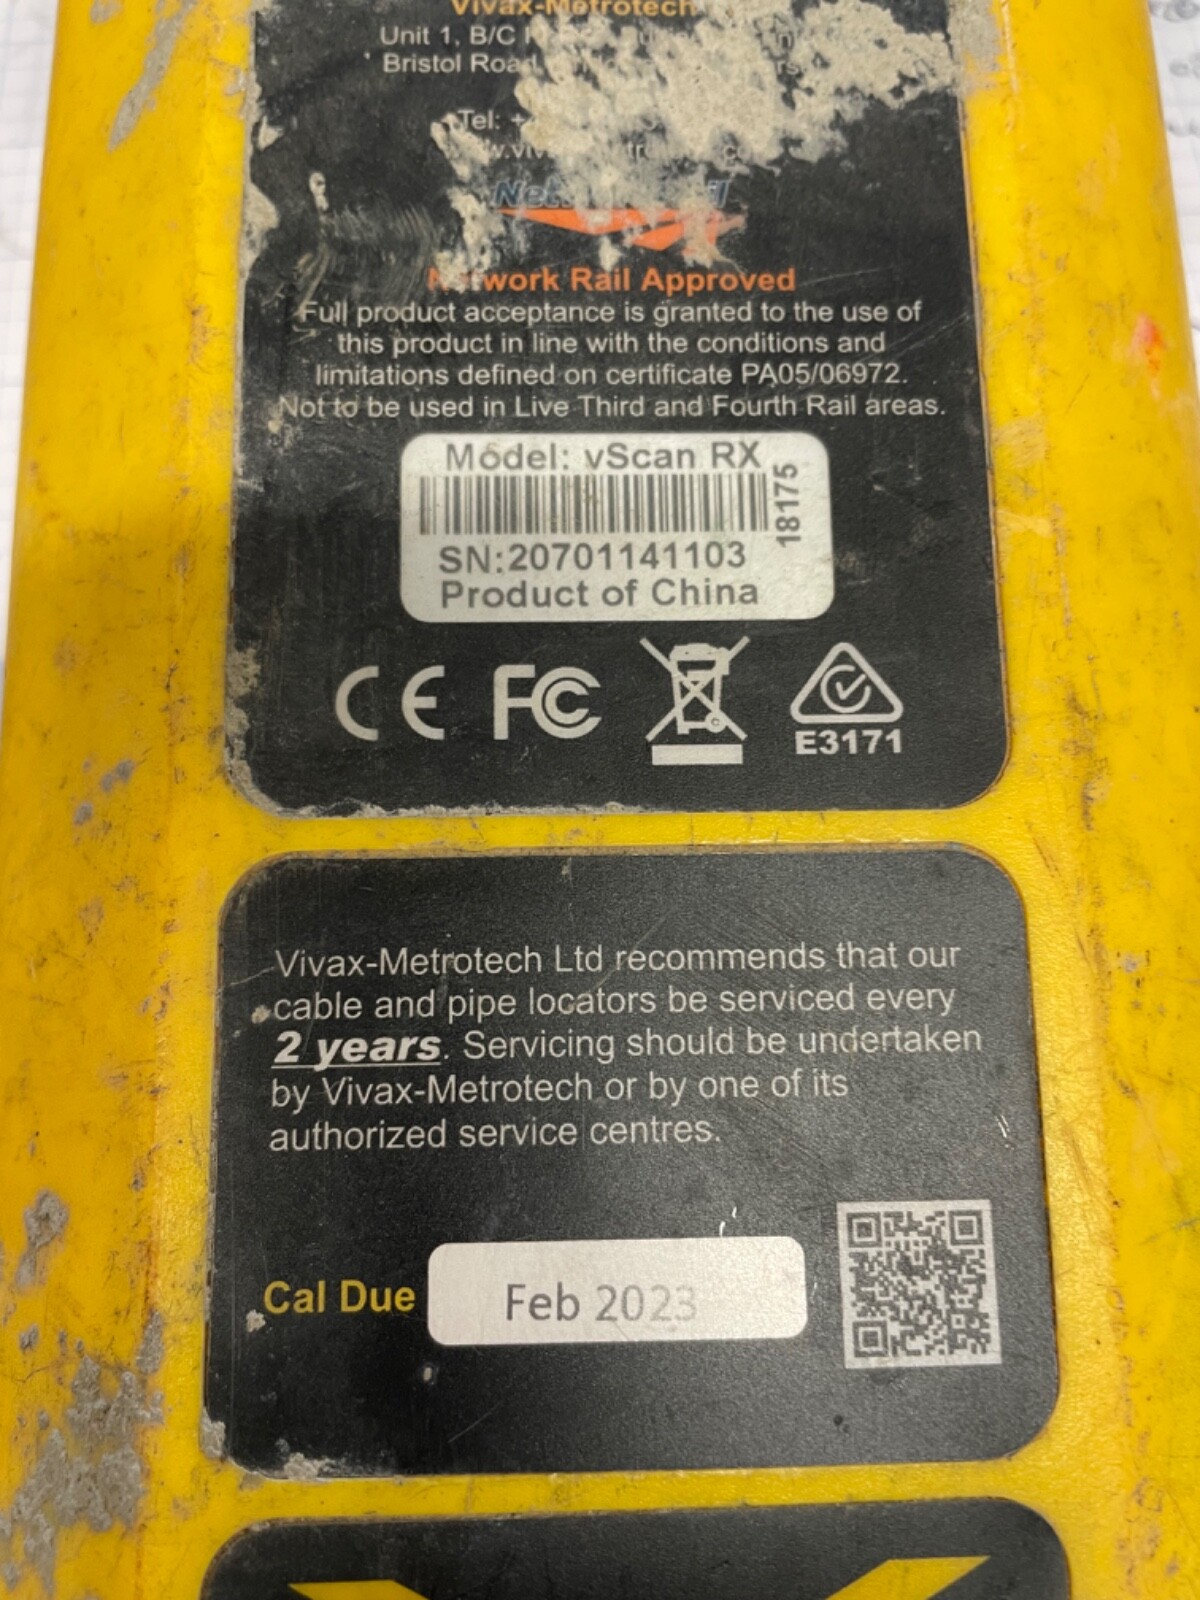 Vivax-Metrotech
Unit 1, B/C
Bristol Road
Tel: +
Network Rail Approved
Full product acceptance is granted to the use of
this product in line with the conditions and
limitations defined on certificate PA05/06972.
Not to be used in Live Third and Fourth Rail areas.
Model: vScan RX
18175
SN:20701141103
Product of China
CE FC
E3171
Vivax-Metrotech Ltd recommends that our
cable and pipe locators be serviced every
2 years. Servicing should be undertaken
by Vivax-Metrotech or by one of its
authorized service centres.
Cal Due Feb 2023